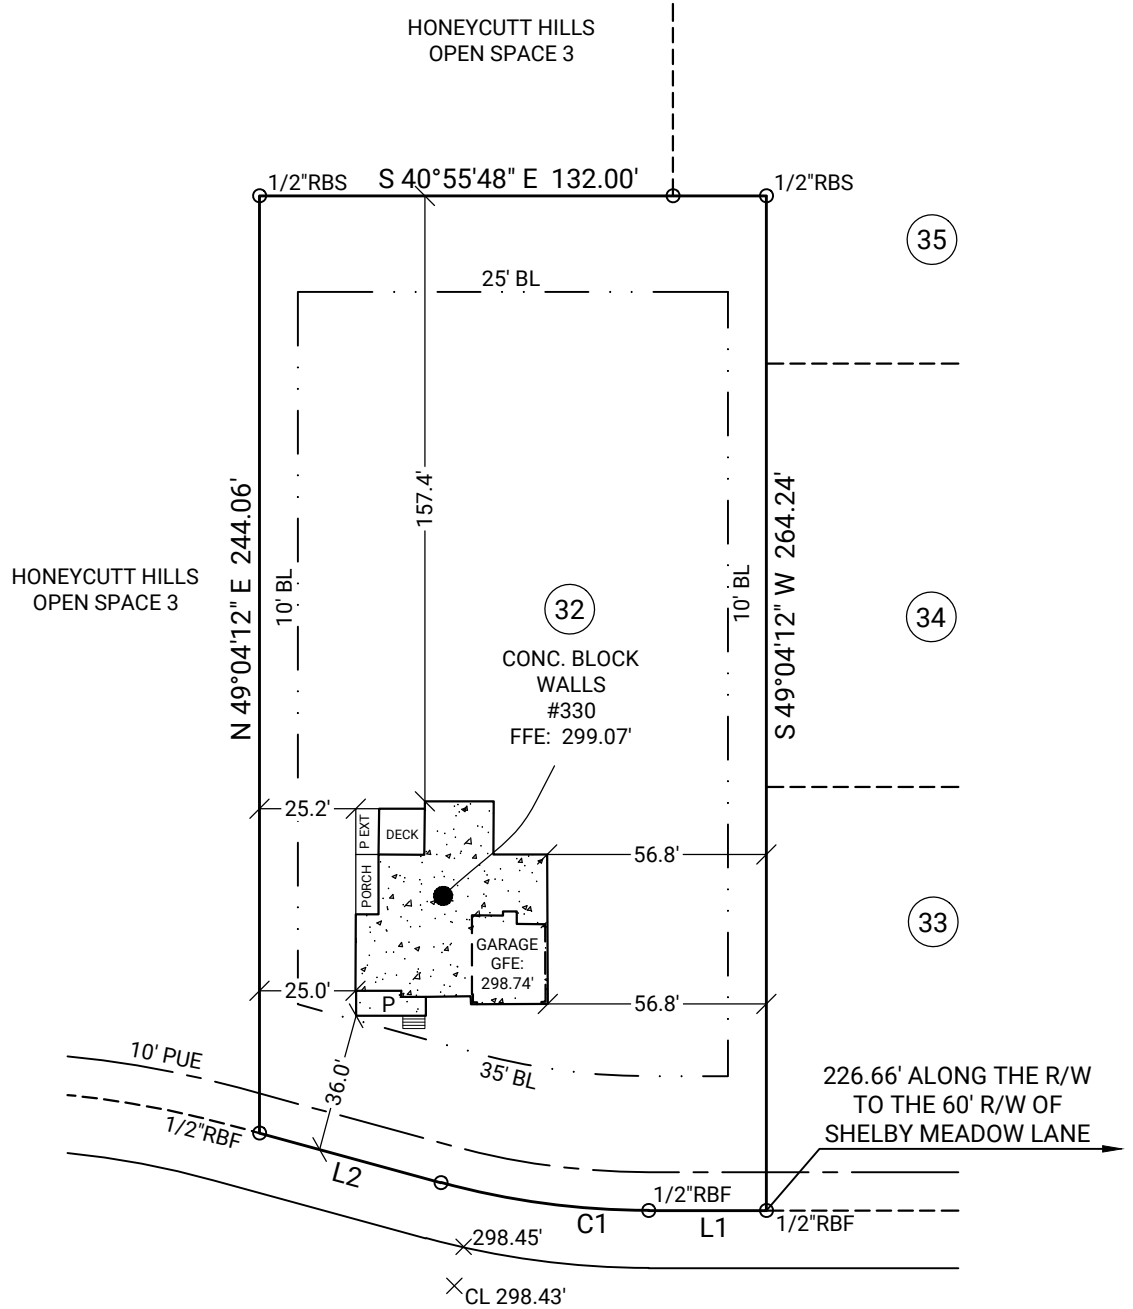 HONEYCUTT HILLS
OPEN SPACE 3
1/2"RBS
S 40°55'48" E 132.00'
1/2"RBS
35
25' BL
157.4'
N 49°04'12" E 244.06'
10' BL
10' BL
S 49°04'12" W 264.24'
HONEYCUTT HILLS
OPEN SPACE 3
32
34
CONC. BLOCK
WALLS
#330
FFE: 299.07'
25.2'
P EXT
DECK
56.8'
PORCH
33
GARAGE
GFE:
298.74'
25.0'
P
56.8'
10' PUE
36.0'
35' BL
226.66' ALONG THE R/W
TO THE 60' R/W OF
SHELBY MEADOW LANE
1/2"RBF
L2
1/2"RBF
C1
L1
1/2"RBF
298.45'
CL 298.43'